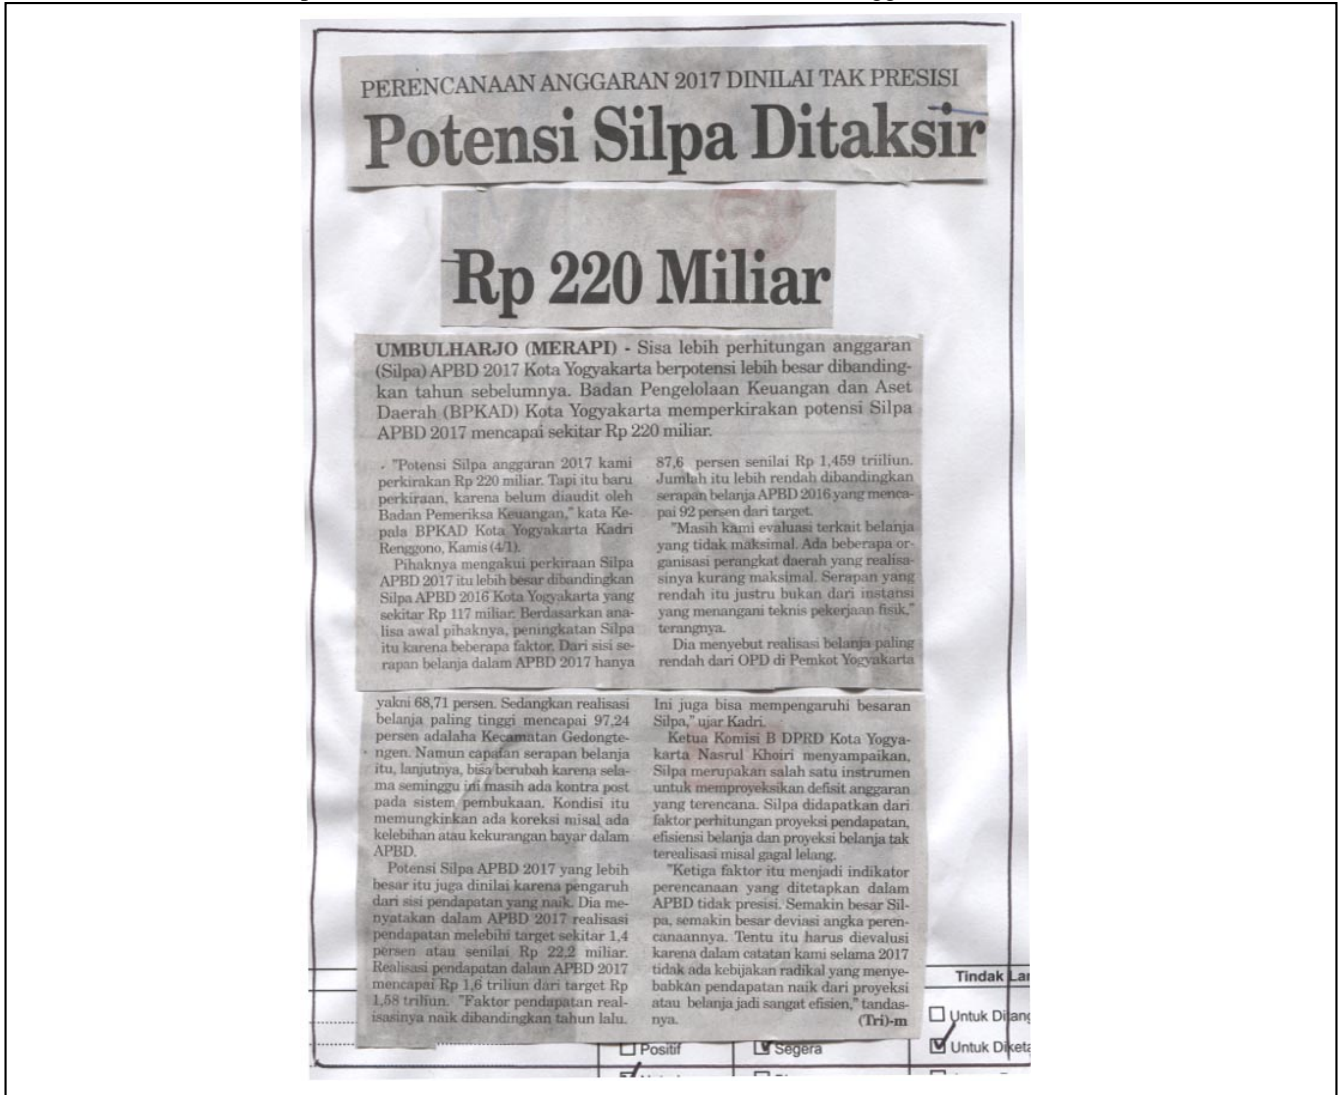 PERENCANAAN ANGGARAN 2017 DINILAI TAK PRESISI
Potensi Silpa Ditaksir
Rp 220 Miliar
UMBULHARJO (MERAPI) - Sisa lebih perhitungan anggaran
(Silpa) APBD 2017 Kota Yogyakarta berpotensi lebih besar dibanding-
kan tahun sebelumnya. Badan Pengelolaan Keuangan dan Aset
Daerah (BPKAD) Kota Yogyakarta memperkirakan potensi Silpa
APBD 2017 mencapai sekitar Rp 220 miliar.
"Potensi Silpa anggaran 2017 kami
perkirakan Rp 220 miliar. Tapi itu baru
perkiraan, karena belum diaudit oleh
Badan Pemeriksa Keuangan," kata Ke-
pala BPKAD Kota Yogyakarta Kadri
Renggono, Kamis (4/1).
Pihaknya mengakui perkiraan Silpa
APBD 2017 itu lebih besar dibandingkan
Silpa APBD 2016 Kota Yogyakarta yang
sekitar Rp 117 miliar. Berdasarkan ana-
lisa awal pihaknya, peningkatan Silpa
itu karena beberapa faktor. Dari sisi se-
rapan belanja dalam APBD 2017 hanya
87,6 persen senilai Rp 1,459 triiliun.
Jumlah itu lebih rendah dibandingkan
serapan belanja APBD 2016 yang menca-
pai 92 persen dari target.
"Masih kami evaluasi terkait belanja
yang tidak maksimal. Ada beberapa or-
ganisasi perangkat daerah yang realisa-
sinya kurang maksimal. Serapan yang
rendah itu justru bukan dari instansi
yang menangani teknis pekerjaan fisik,"
terangnya.
Dia menyebut realisasi belanja paling
rendah dari OPD di Pemkot Yogyakarta
yakni 68,71 persen. Sedangkan realisasi
belanja paling tinggi mencapai 97,24
persen adalaha Kecamatan Gedongte-
ngen. Namun capaian serapan belanja
itu, lanjutnya, bisa berubah karena sela-
ma seminggu ini masih ada kontra post
pada sistem pembukaan. Kondisi itu
memungkinkan ada koreksi misal ada
kelebihan atau kekurangan bayar dalam
APBD.
Potensi Silpa APBD 2017 yang lebih
besar itu juga dinilai karena pengaruh
dari sisi pendapatan yang naik. Dia me-
nyatakan dalam APBD 2017 realisasi
pendapatan melebihi target sekitar 1,4
persen atau senilai Rp 22,2 miliar.
Realisasi pendapatan dalam APBD 2017
mencapai Rp 1,6 triliun dari target Rp
1,58 triliun. "Faktor pendapatan real-
isasinya naik dibandingkan tahun lalu.
Ini juga bisa mempengaruhi besaran
Silpa," ujar Kadri.
Ketua Komisi B DPRD Kota Yogya-
karta Nasrul Khoiri menyampaikan,
Silpa merupakan salah satu instrumen
untuk memproyeksikan defisit anggaran
yang terencana. Silpa didapatkan dari
faktor perhitungan proyeksi pendapatan,
efisiensi belanja dan proyeksi belanja tak
terealisasi misal gagal lelang.
"Ketiga faktor itu menjadi indikator
perencanaan yang ditetapkan dalam
APBD tidak presisi. Semakin besar Sil-
pa, semakin besar deviasi angka peren-
canaannya. Tentu itu harus dievalusi
karena dalam catatan kami selama 2017
tidak ada kebijakan radikal yang menye-
babkan pendapatan naik dari proyeksi
atau belanja jadi sangat efisien," tandas-
nya. (Tri)-m
Tindak Lan
Untuk Ditang
Positif Segera Untuk Diketa